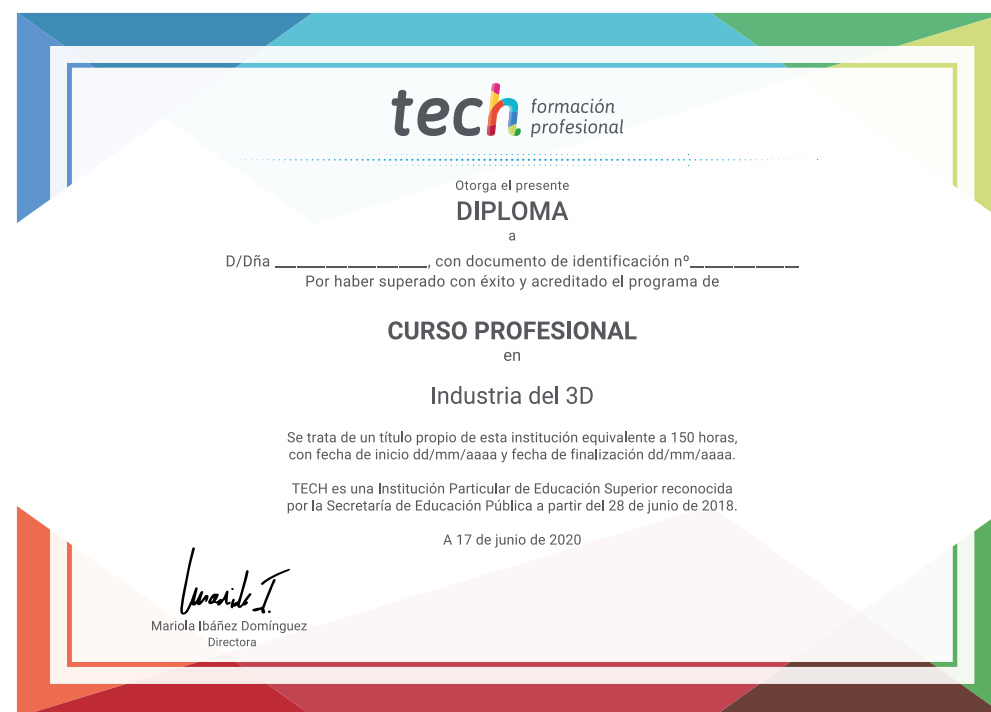 tech formación
profesional
Otorga el presente
DIPLOMA
a
D/Dña ___________________, con documento de identificación nº______________
Por haber superado con éxito y acreditado el programa de
CURSO PROFESIONAL
en
Industria del 3D
Se trata de un título propio de esta institución equivalente a 150 horas,
con fecha de inicio dd/mm/aaaa y fecha de finalización dd/mm/aaaa.
TECH es una Institución Particular de Educación Superior reconocida
por la Secretaría de Educación Pública a partir del 28 de junio de 2018.
A 17 de junio de 2020
Mariola Ibáñez Domínguez
Directora